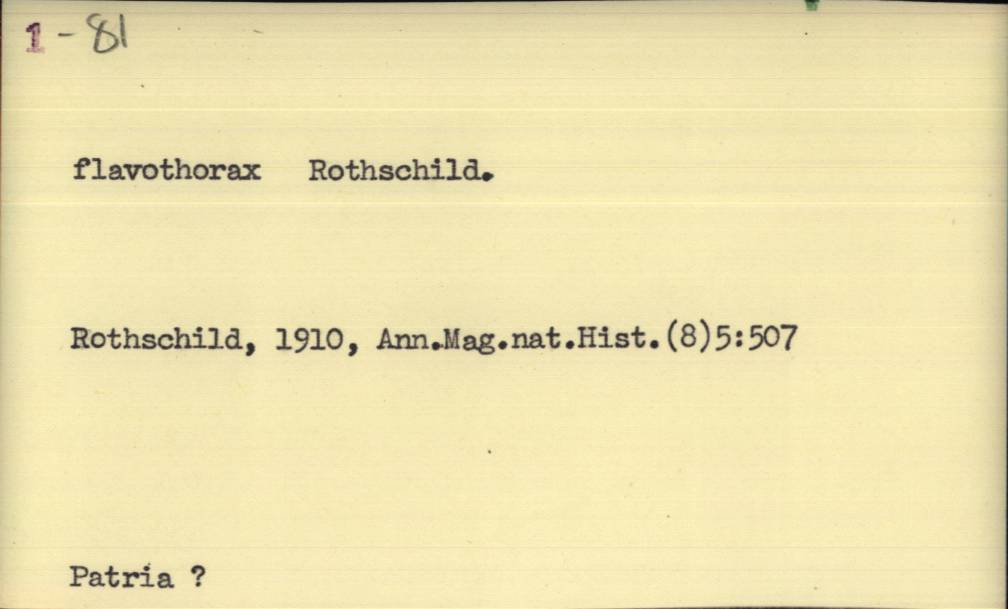 1 - 81
flavothorax Rothschild.
Rothschild, 1910, Ann.Mag.nat.Hist.(8)5:507
Patria ?